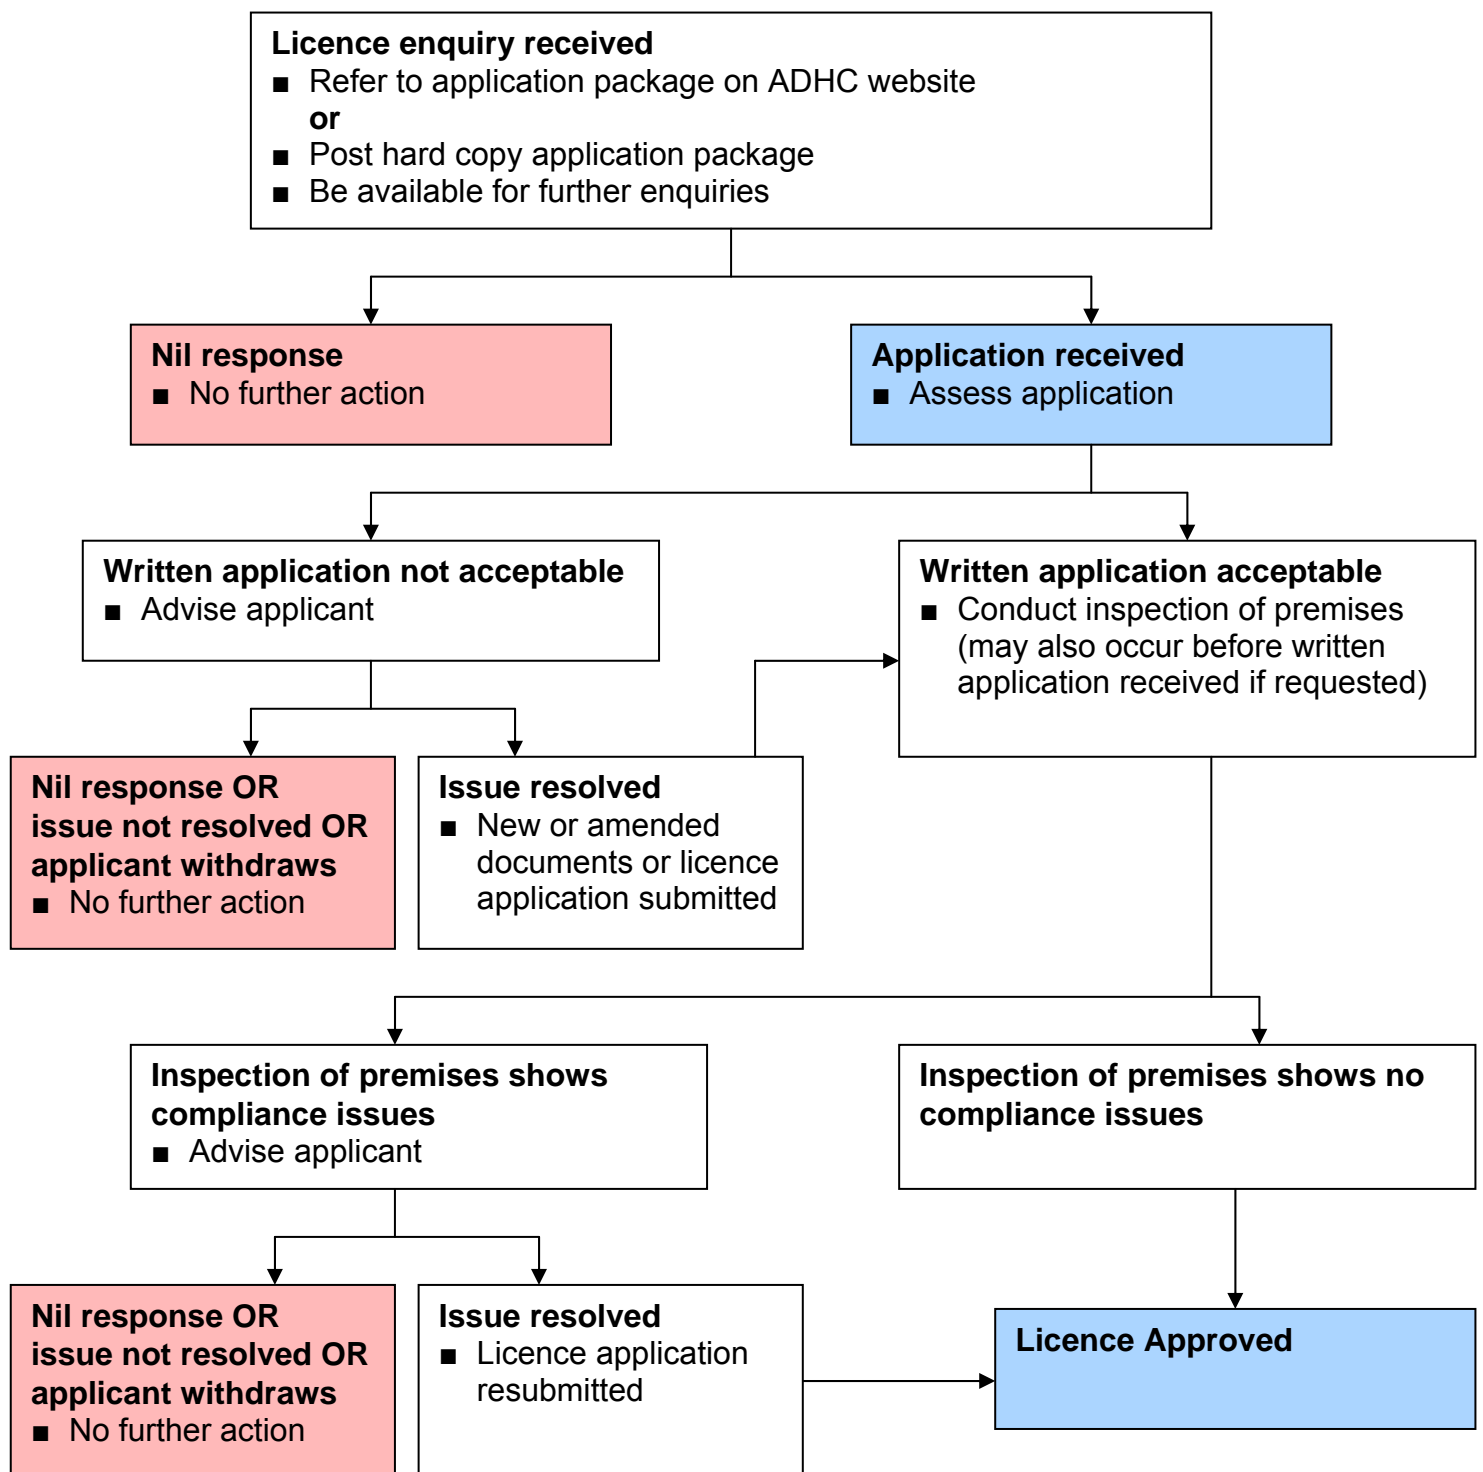 Licence enquiry received
■ Refer to application package on ADHC website
or
■ Post hard copy application package
■ Be available for further enquiries
Nil response
■ No further action
Application received
■ Assess application
Written application not acceptable
■ Advise applicant
Written application acceptable
■ Conduct inspection of premises
(may also occur before written
application received if requested)
Nil response OR
issue not resolved OR
applicant withdraws
■ No further action
Issue resolved
■ New or amended
documents or licence
application submitted
Inspection of premises shows
compliance issues
■ Advise applicant
Inspection of premises shows no
compliance issues
Nil response OR
issue not resolved OR
applicant withdraws
■ No further action
Issue resolved
■ Licence application
resubmitted
Licence Approved